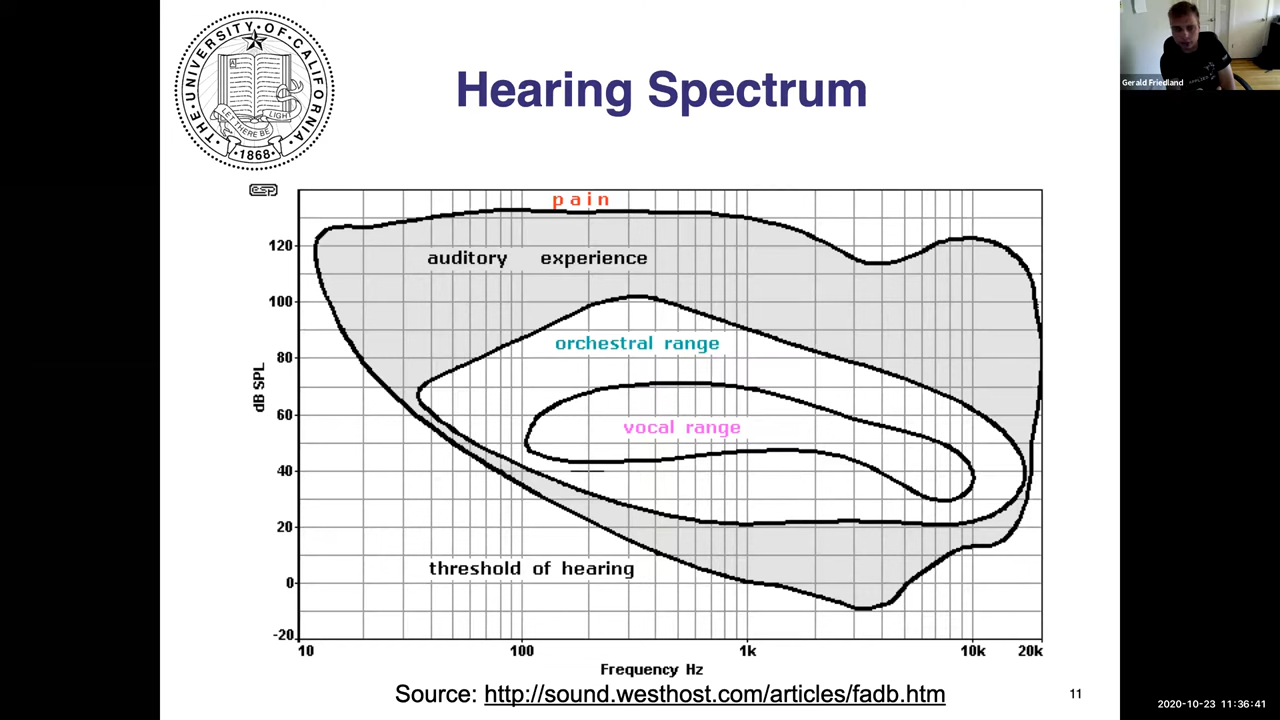 THE · UNIVERSITY · OF · CALIFORNIA
A
LET THERE BE
LIGHT
· 1868 ·
Hearing Spectrum
Gerald Friedland
esp
pain
120
auditory experience
100
orchestral range
80
dB SPL
60
vocal range
40
20
threshold of hearing
0
-20
10 100 1k 10k 20k
Frequency Hz
Source: http://sound.westhost.com/articles/fadb.htm
11
2020-10-23 11:36:41